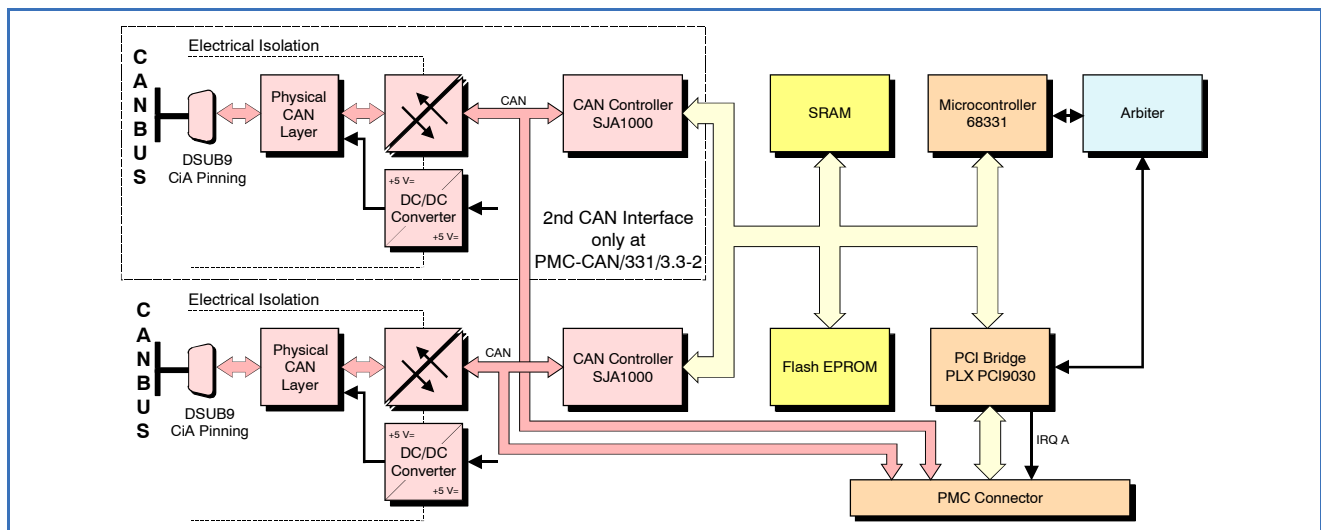 CANBUS
Electrical Isolation
DSUB9
CiA Pinning
Physical
CAN
Layer
+5 V=
DC/DC
Converter
+5 V=
CAN
CAN Controller
SJA1000
2nd CAN Interface
only at
PMC-CAN/331/3.3-2
SRAM
Microcontroller
68331
Arbiter
CANBUS
Electrical Isolation
DSUB9
CiA Pinning
Physical
CAN
Layer
+5 V=
DC/DC
Converter
+5 V=
CAN
CAN Controller
SJA1000
Flash EPROM
PCI Bridge
PLX PCI9030
IRQ A
PMC Connector